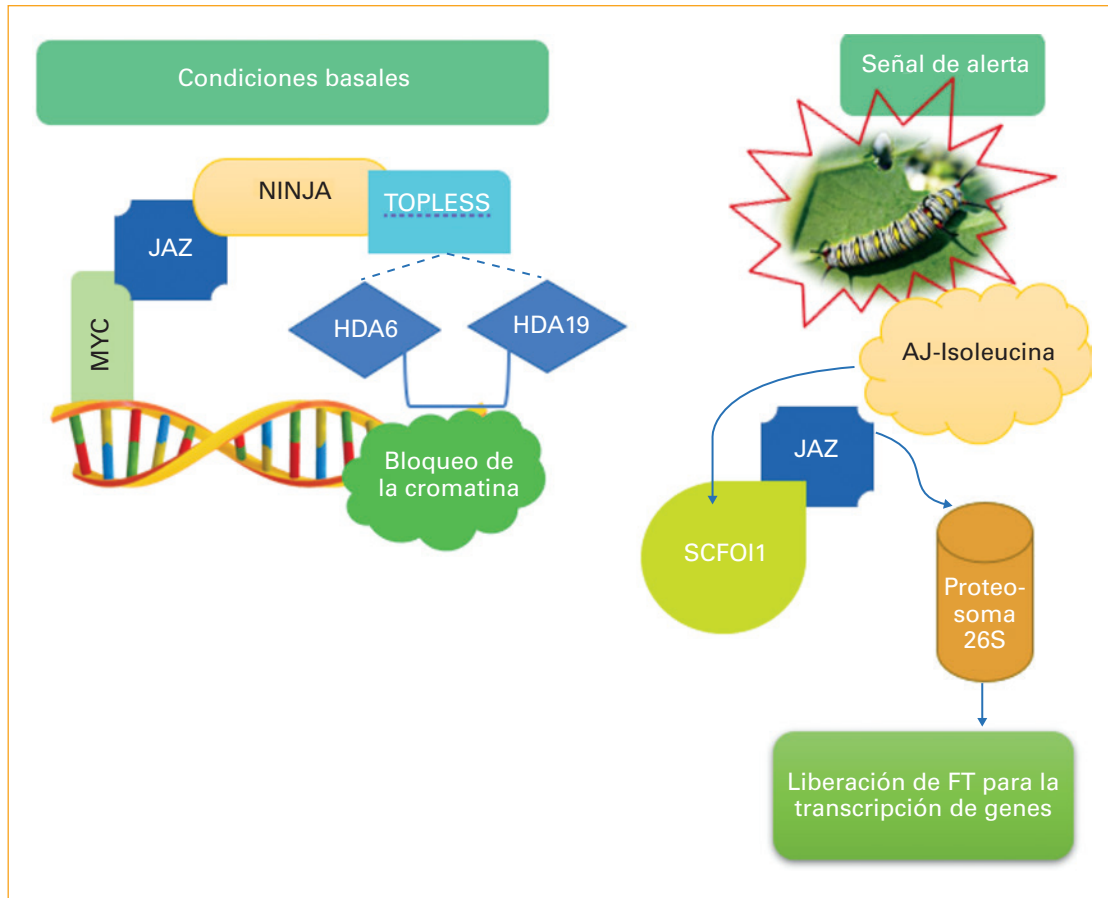 Condiciones basales
NINJA
TOPLESS
JAZ
MYC
HDA6
HDA19
Bloqueo de
la cromatina
Señal de alerta
AJ-Isoleucina
JAZ
SCFOI1
Proteo-
soma
26S
Liberación de FT para la
transcripción de genes